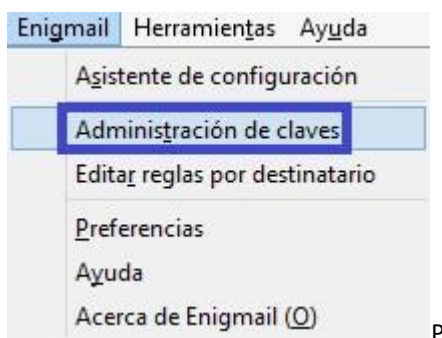 Enigmail Herramientas Ayuda
Asistente de configuración
Administración de claves
Editar reglas por destinatario
Preferencias
Ayuda
Acerca de Enigmail (O)
P